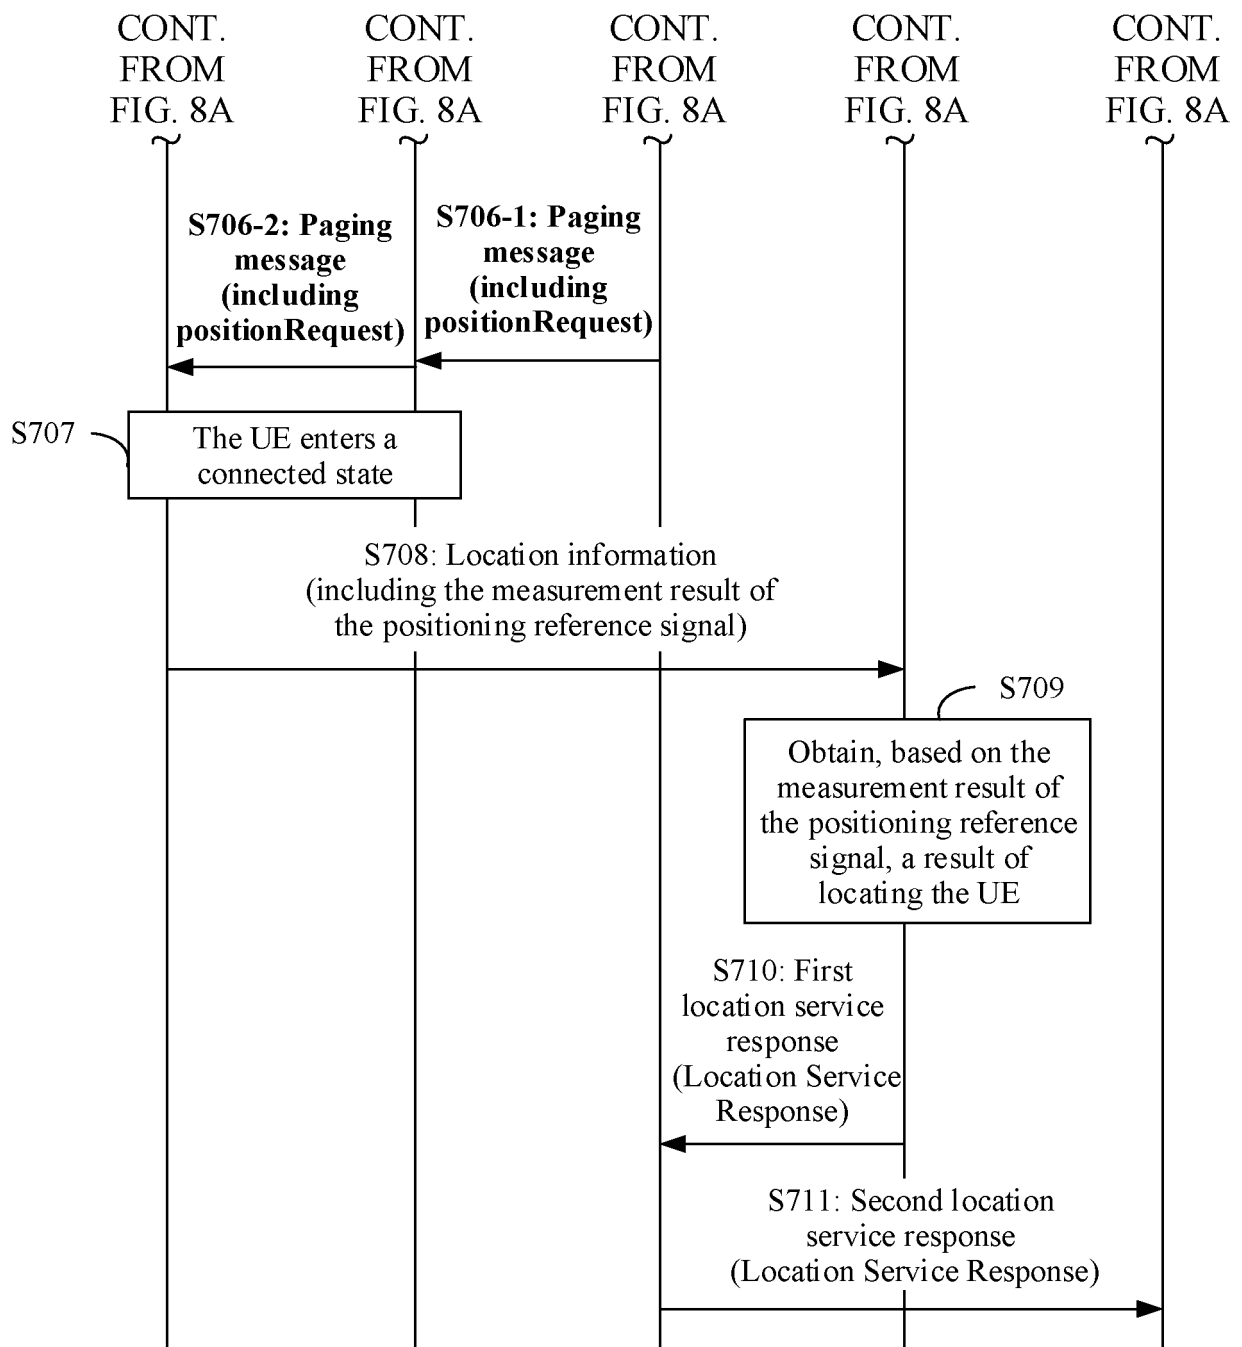 CONT.
FROM
FIG. 8A
CONT.
FROM
FIG. 8A
CONT.
FROM
FIG. 8A
CONT.
FROM
FIG. 8A
CONT.
FROM
FIG. 8A
S706-2: Paging
message
(including
positionRequest)
S706-1: Paging
message
(including
positionRequest)
S707
The UE enters a
connected state
S708: Location information
(including the measurement result of
the positioning reference signal)
S709
Obtain, based on the
measurement result of
the positioning reference
signal, a result of
locating the UE
S710: First
location service
response
(Location Service
Response)
S711: Second location
service response
(Location Service Response)